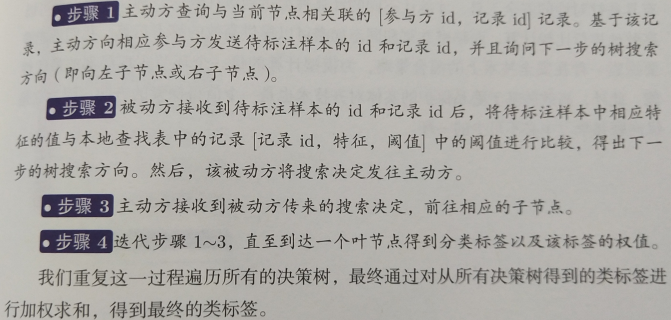 • 步骤 1 主动方查询与当前节点相关联的 [参与方 id，记录 id] 记录。基于该记
录，主动方向相应参与方发送待标注样本的 id 和记录 id，并且询问下一步的树搜索
方向（即向左子节点或右子节点）。
• 步骤 2 被动方接收到待标注样本的 id 和记录 id 后，将待标注样本中相应特
征的值与本地查找表中的记录 [记录 id，特征，阈值] 中的阈值进行比较，得出下一
步的树搜索方向。然后，该被动方将搜索决定发往主动方。
• 步骤 3 主动方接收到被动方传来的搜索决定，前往相应的子节点。
• 步骤 4 迭代步骤 1~3，直至到达一个叶节点得到分类标签以及该标签的权值。
我们重复这一过程遍历所有的决策树，最终通过对从所有决策树得到的类标签进
行加权求和，得到最终的类标签。